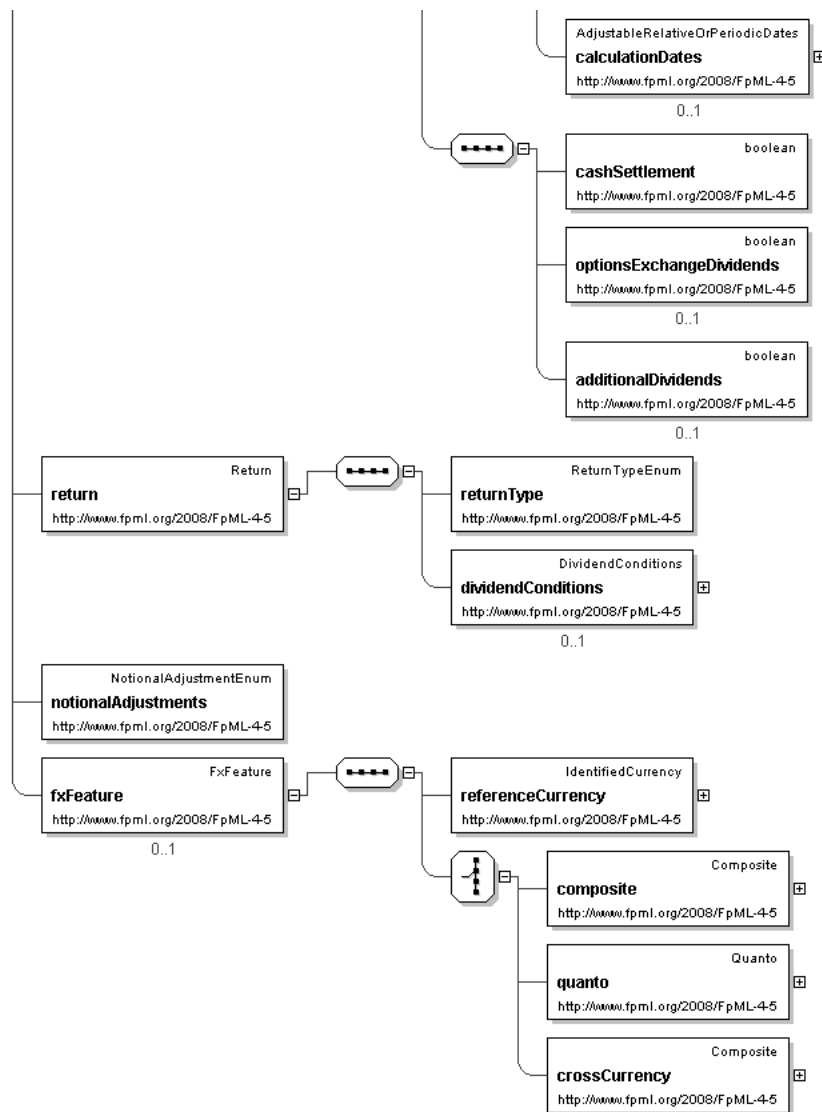 AdjustableRelativeOrPeriodicDates
calculationDates
http://www.fpml.org/2008/FpML-4-5
0..1
boolean
cashSettlement
http://www.fpml.org/2008/FpML-4-5
boolean
optionsExchangeDividends
http://www.fpml.org/2008/FpML-4-5
0..1
boolean
additionalDividends
http://www.fpml.org/2008/FpML-4-5
0..1
Return
return
http://www.fpml.org/2008/FpML-4-5
ReturnTypeEnum
returnType
http://www.fpml.org/2008/FpML-4-5
DividendConditions
dividendConditions
http://www.fpml.org/2008/FpML-4-5
0..1
NotionalAdjustmentEnum
notionalAdjustments
http://www.fpml.org/2008/FpML-4-5
FxFeature
fxFeature
http://www.fpml.org/2008/FpML-4-5
0..1
IdentifiedCurrency
referenceCurrency
http://www.fpml.org/2008/FpML-4-5
Composite
composite
http://www.fpml.org/2008/FpML-4-5
Quanto
quanto
http://www.fpml.org/2008/FpML-4-5
Composite
crossCurrency
http://www.fpml.org/2008/FpML-4-5